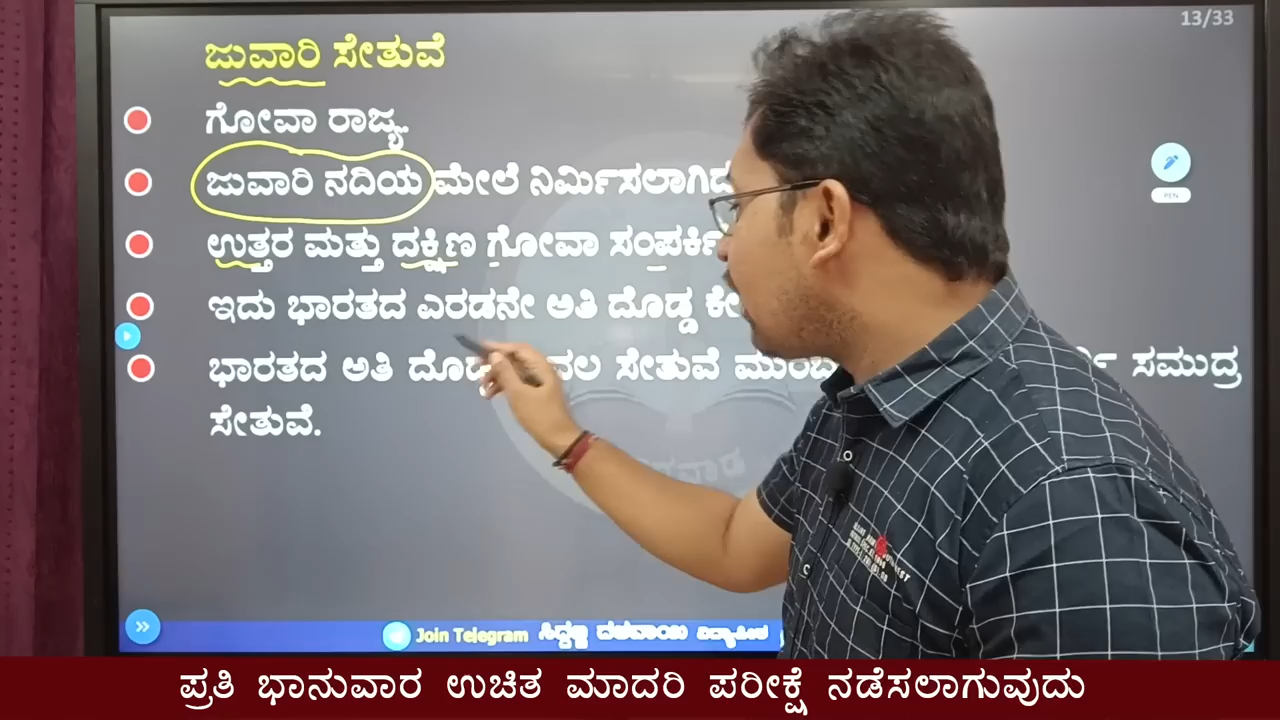 13/33
ಜುವಾರಿ ಸೇತುವೆ
ಗೋವಾ ರಾಜ್ಯ.
ಜುವಾರಿ ನದಿಯ ಮೇಲೆ ನಿರ್ಮಿಸಲಾಗಿದ
PEN
ಉತ್ತರ ಮತ್ತು ದಕ್ಷಿಣ ಗೋವಾ ಸಂಪರ್ಕಿ
ಇದು ಭಾರತದ ಎರಡನೇ ಅತಿ ದೊಡ್ಡ ಕೇ
ಭಾರತದ ಅತಿ ದೊಡ್ಡ ಸೇತುವೆ ಸಮುದ್ರ
ಸೇತುವೆ.
Join Telegram
ಪ್ರತಿ ಭಾನುವಾರ ಉಚಿತ ಮಾದರಿ ಪರೀಕ್ಷೆ ನಡೆಸಲಾಗುವುದು